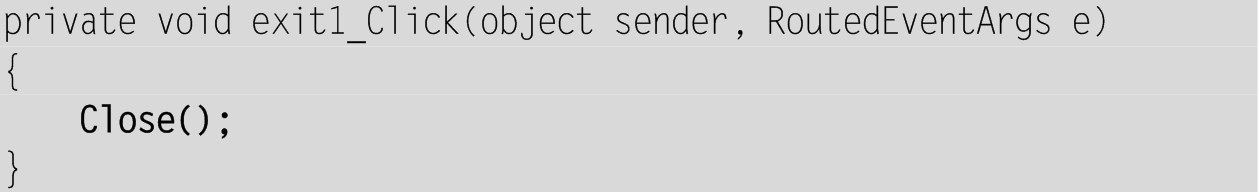 private void exit1_Click(object sender, RoutedEventArgs e)
{
    Close();
}